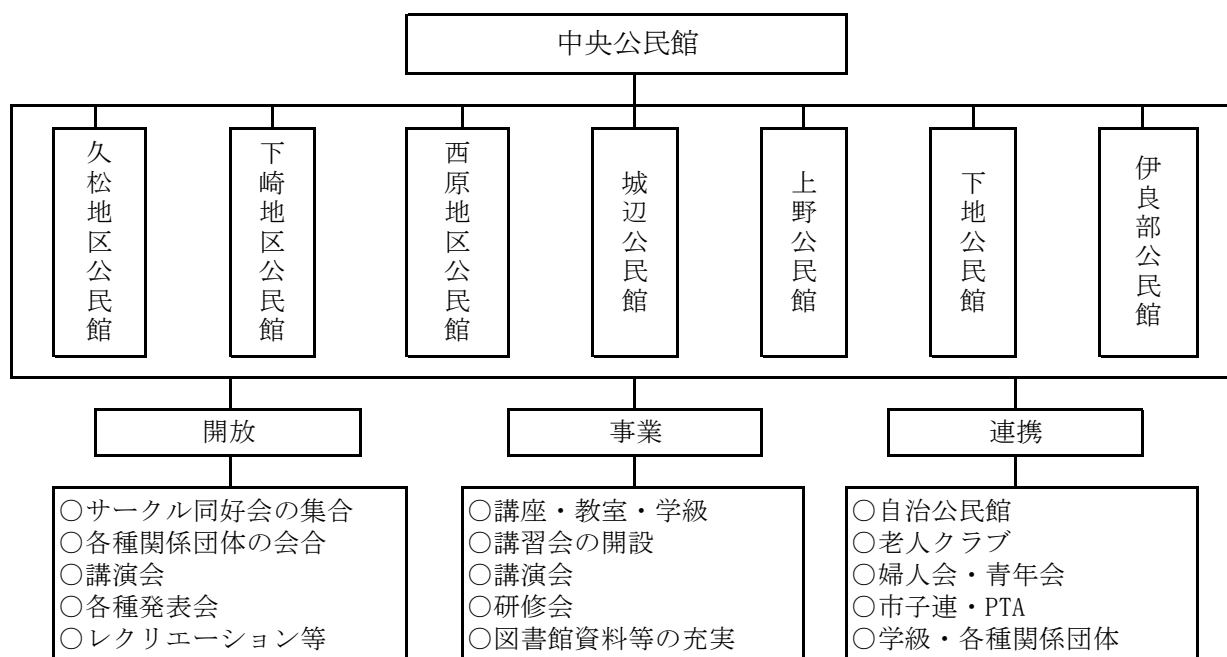 中央公民館
久松地区公民館
下崎地区公民館
西原地区公民館
城辺公民館
上野公民館
下地公民館
伊良部公民館
開放
事業
連携
○サークル同好会の集合
○各種関係団体の会合
○講演会
○各種発表会
○レクリエーション等
○講座・教室・学級
○講習会の開設
○講演会
○研修会
○図書館資料等の充実
○自治公民館
○老人クラブ
○婦人会・青年会
○市子連・PTA
○学級・各種関係団体